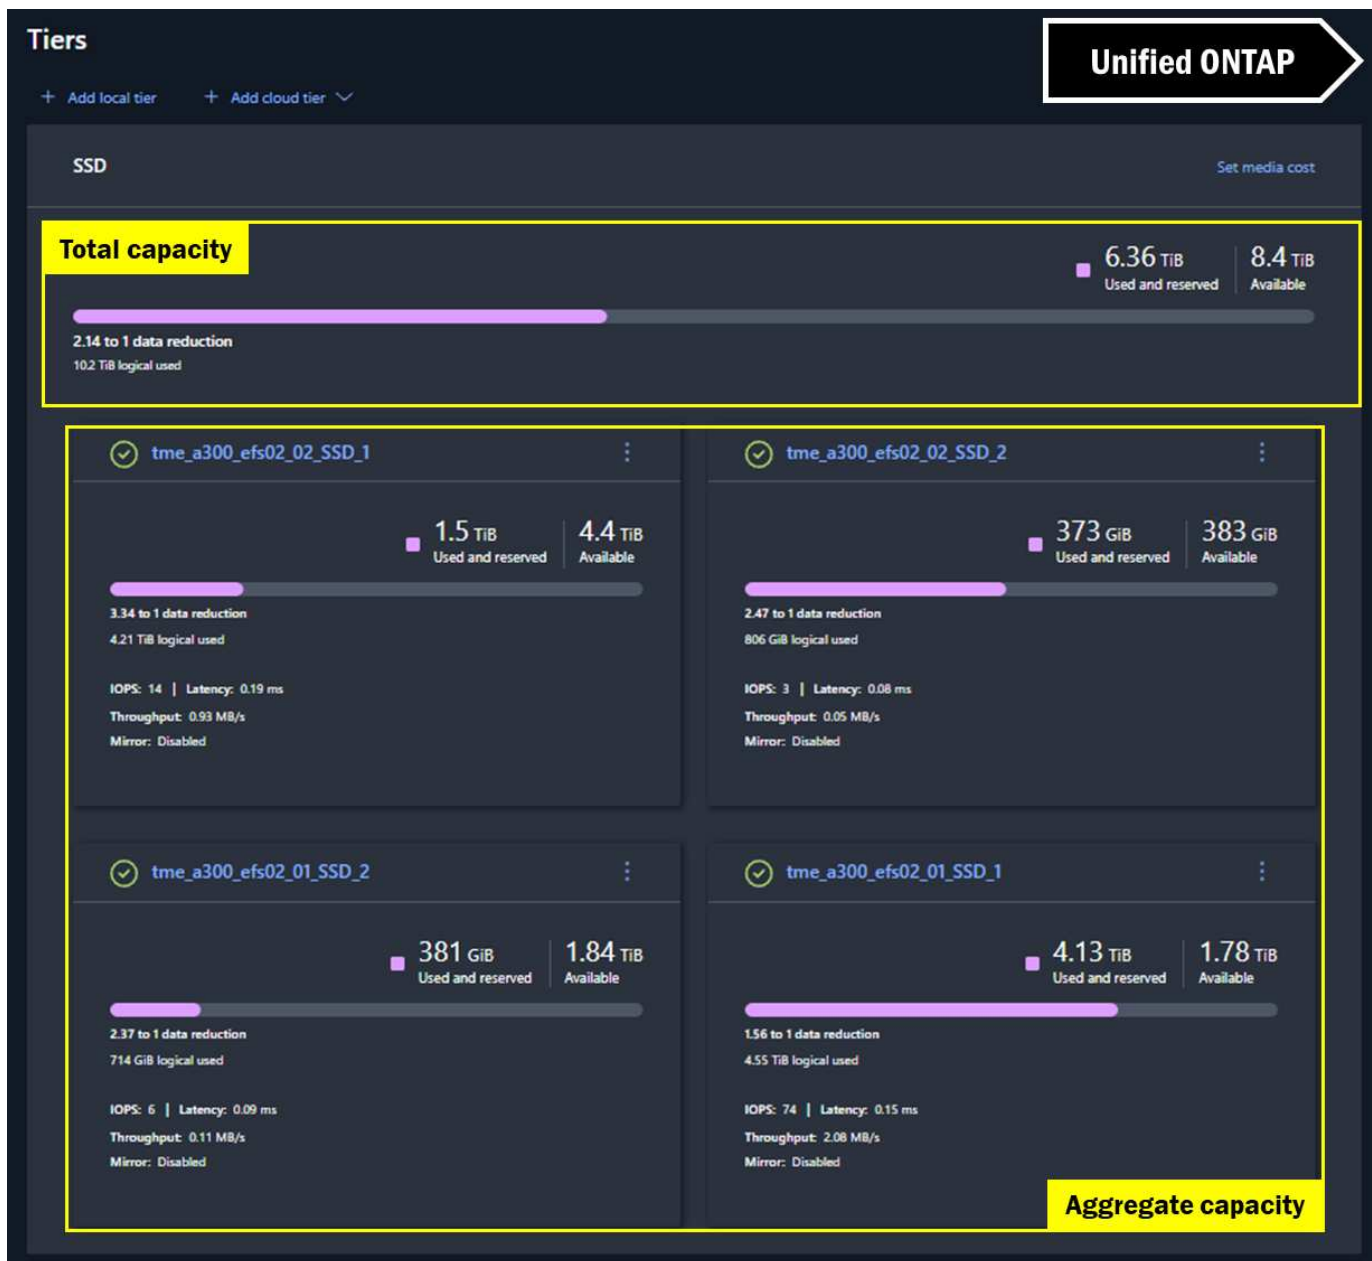 Tiers
Unified ONTAP
+ Add local tier + Add cloud tier
SSD
Set media cost
Total capacity
6.36 TiB 8.4 TiB
Used and reserved Available
2.14 to 1 data reduction
10.2 TiB logical used
tme_a300_efs02_02_SSD_1
1.5 TiB 4.4 TiB
Used and reserved Available
3.34 to 1 data reduction
4.21 TiB logical used
IOPS: 14 | Latency: 0.19 ms
Throughput: 0.93 MB/s
Mirror: Disabled
tme_a300_efs02_02_SSD_2
373 GiB 383 GiB
Used and reserved Available
2.47 to 1 data reduction
806 GiB logical used
IOPS: 3 | Latency: 0.08 ms
Throughput: 0.05 MB/s
Mirror: Disabled
tme_a300_efs02_01_SSD_2
381 GiB 1.84 TiB
Used and reserved Available
2.37 to 1 data reduction
714 GiB logical used
IOPS: 6 | Latency: 0.09 ms
Throughput: 0.11 MB/s
Mirror: Disabled
tme_a300_efs02_01_SSD_1
4.13 TiB 1.78 TiB
Used and reserved Available
1.56 to 1 data reduction
4.55 TiB logical used
IOPS: 74 | Latency: 0.15 ms
Throughput: 2.08 MB/s
Mirror: Disabled
Aggregate capacity